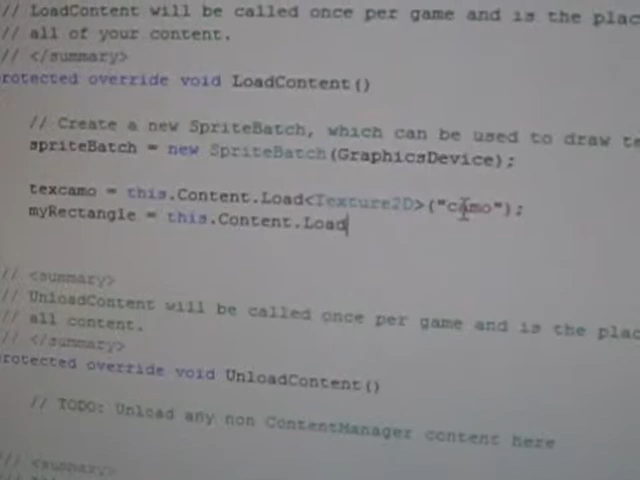 // LoadContent will be called once per game and is the plac
// all of your content.
// </summary>
rotected override void LoadContent()
// Create a new SpriteBatch, which can be used to draw te
spriteBatch = new SpriteBatch(GraphicsDevice);
texcamo = this.Content.Load<Texture2D>("camo");
myRectangle = this.Content.Load
// <summary>
// UnloadContent will be called once per game and is the plac
// all content.
// </summary>
rotected override void UnloadContent()
// TODO: Unload any non ContentManager content here
/// <summary>